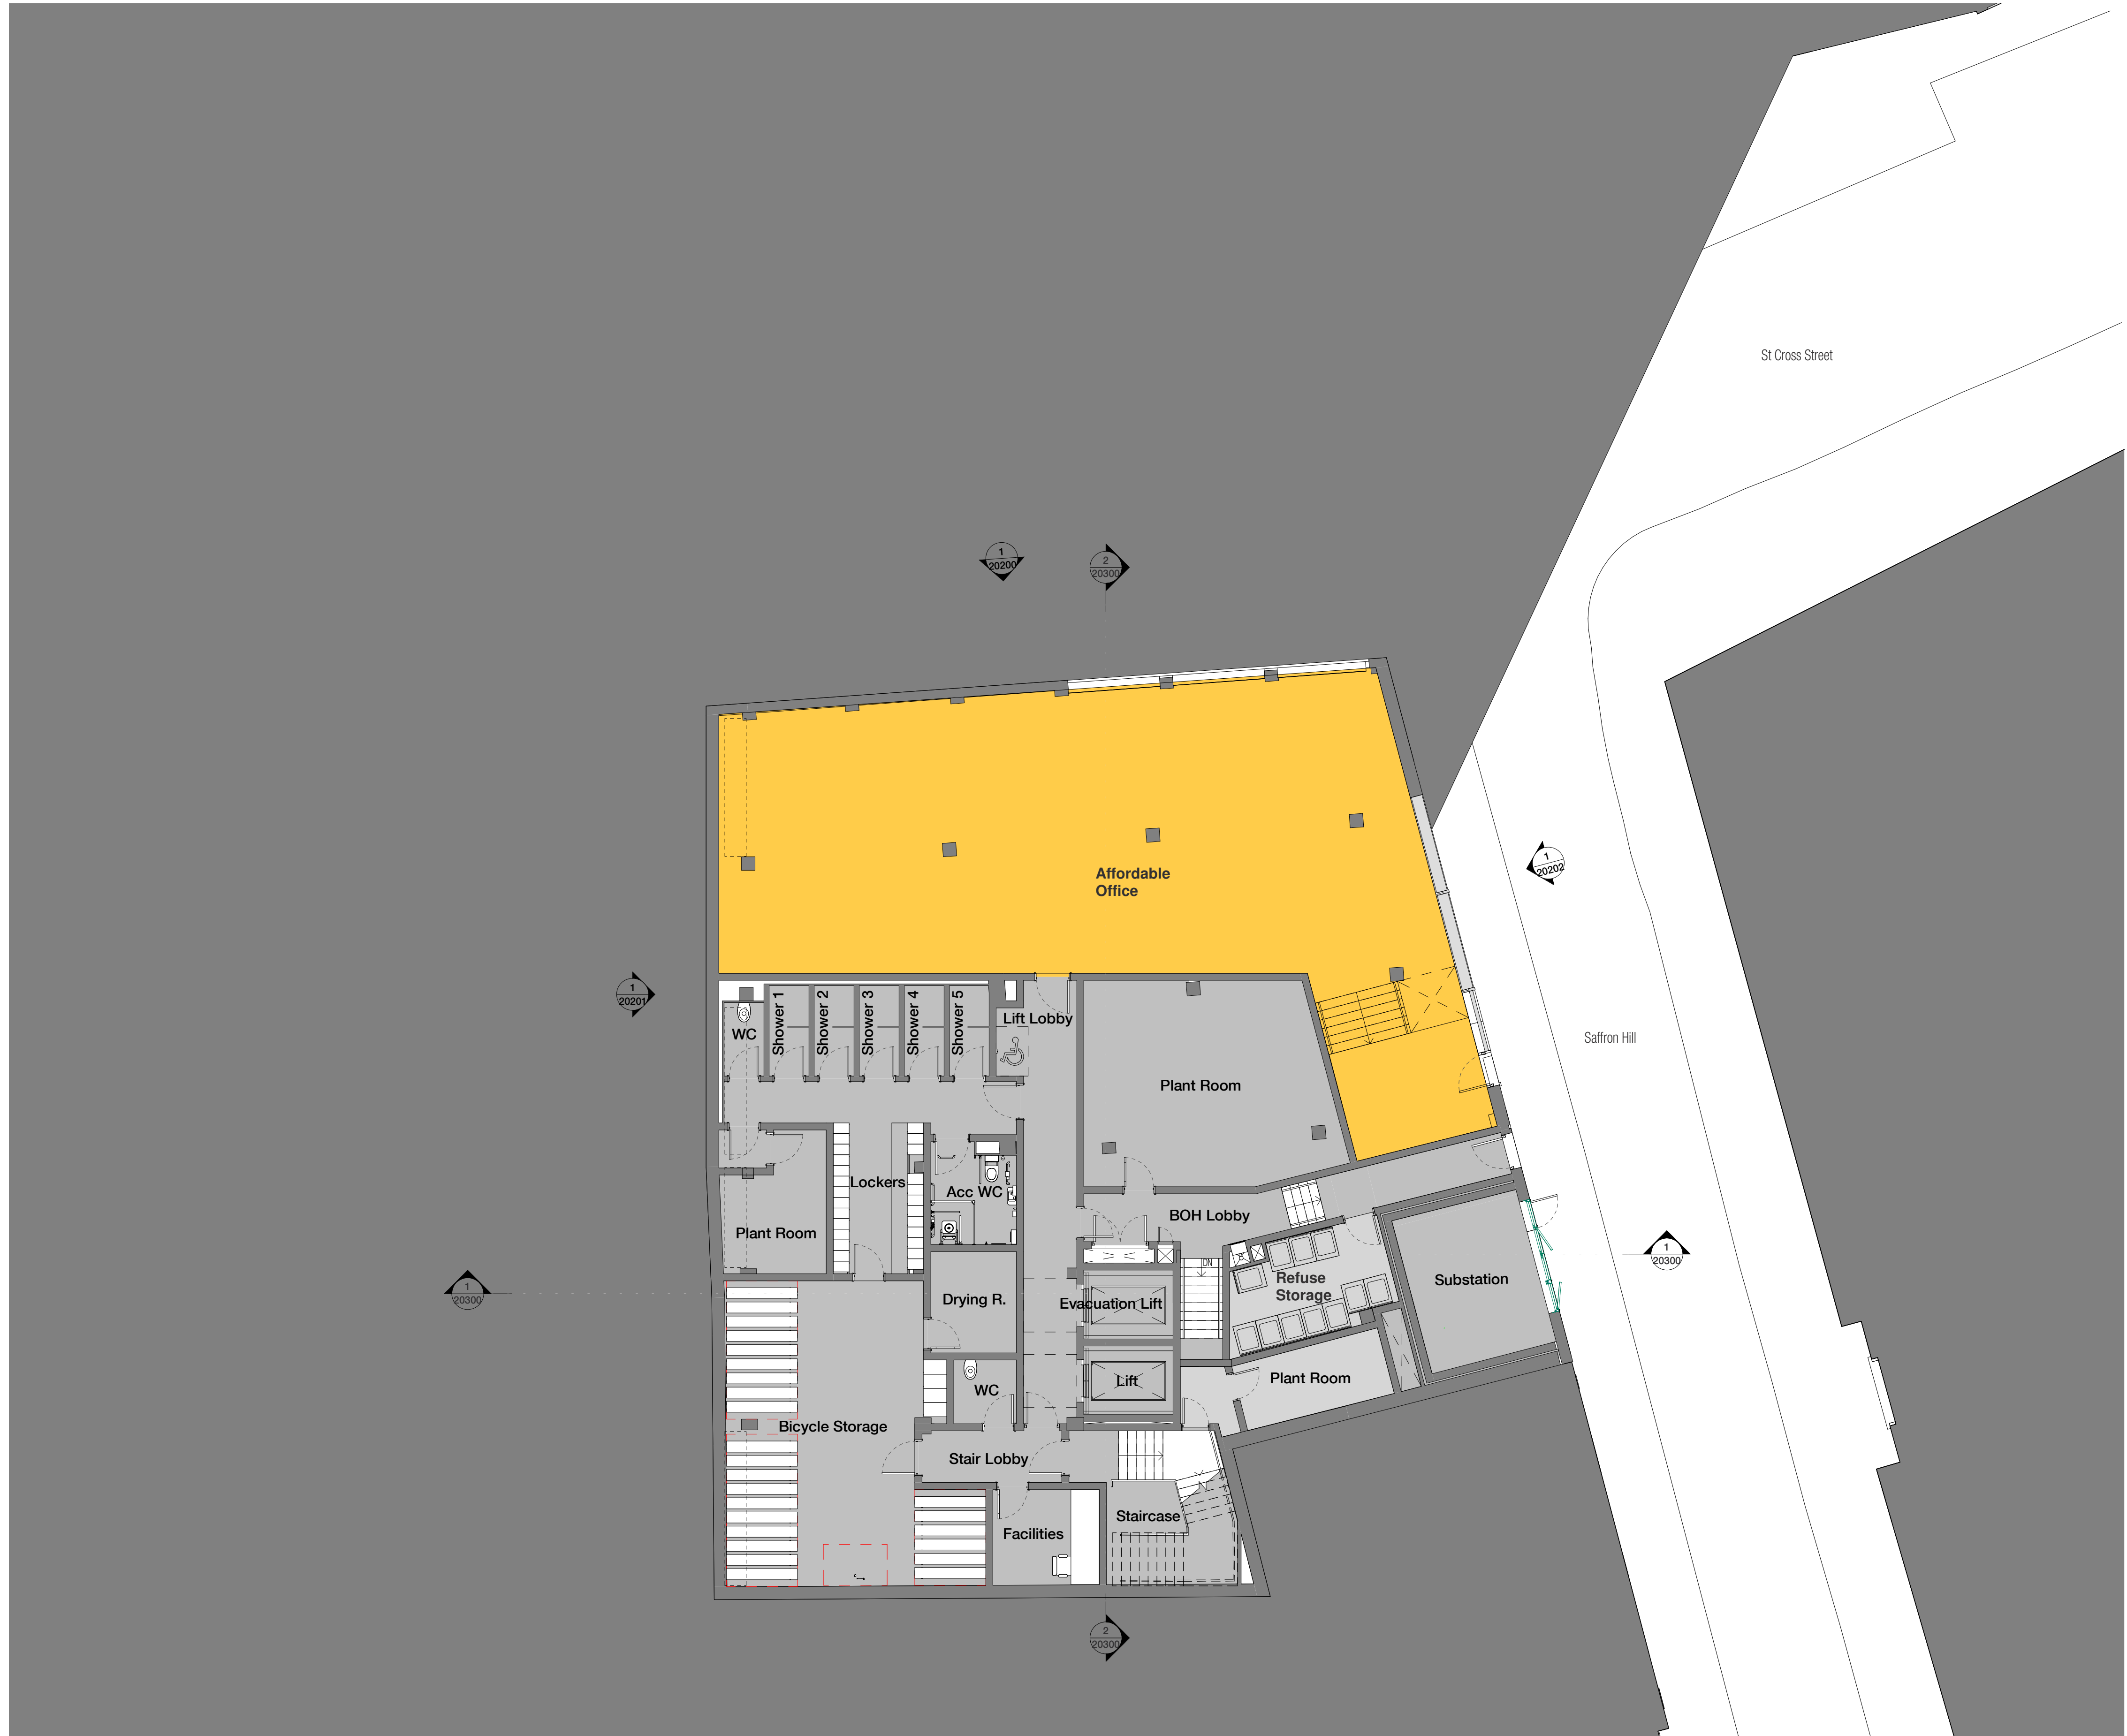 St Cross Street
1
20200
2
20300
1
20202
Affordable
Office
1
20201
Shower 1
Shower 2
Shower 3
Shower 4
Shower 5
WC
Lift Lobby
Saffron Hill
Plant Room
Lockers
Acc WC
BOH Lobby
Plant Room
DN
1
20300
Refuse
Storage
Substation
1
20300
Drying R.
Evacuation Lift
Plant Room
Lift
WC
Bicycle Storage
Stair Lobby
Staircase
Facilities
2
20300